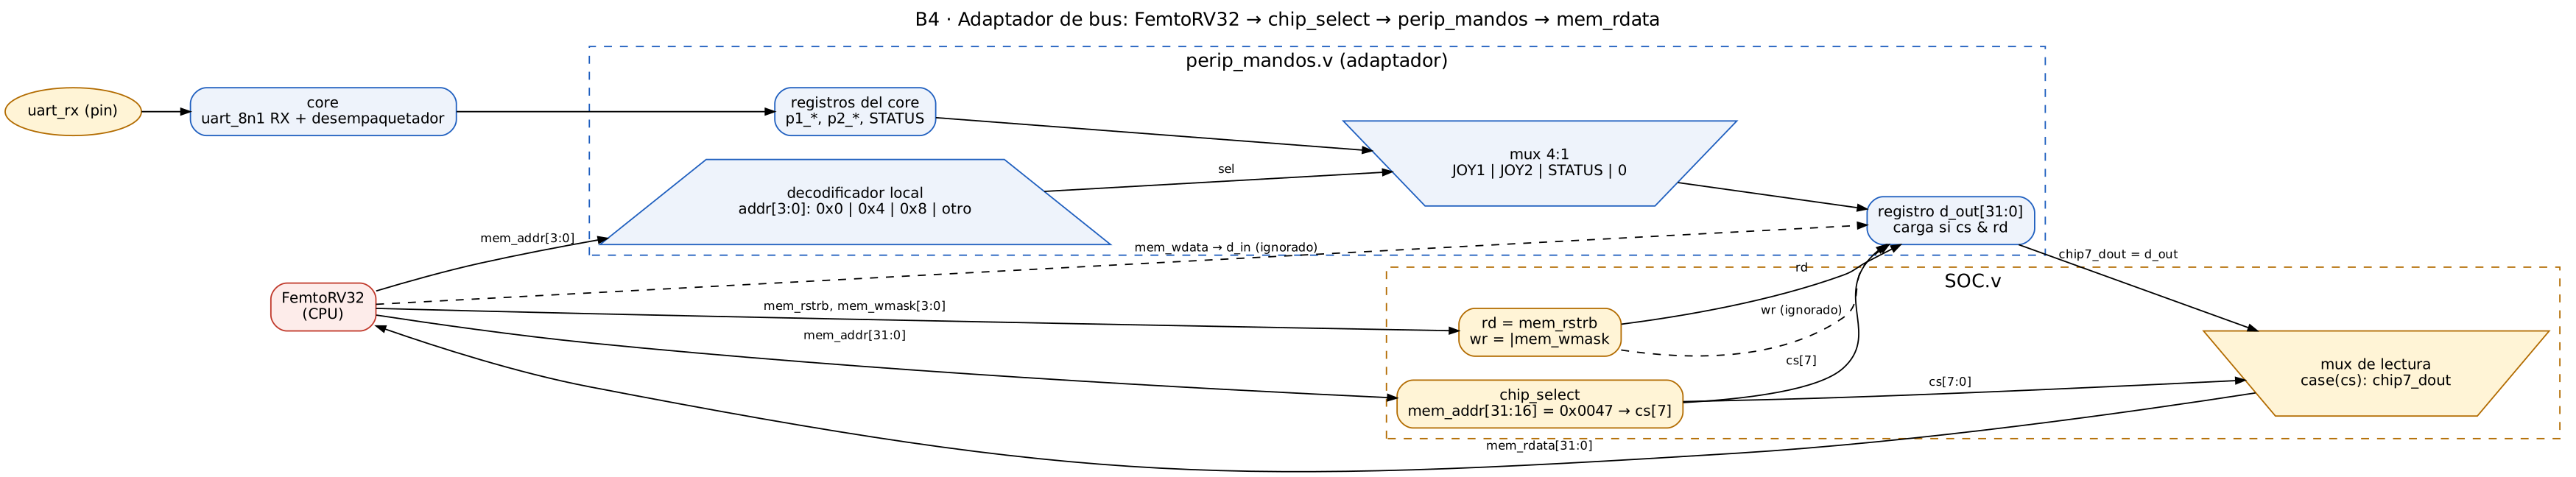 B4 · Adaptador de bus: FemtoRV32 → chip_select → perip_mandos → mem_rdata
perip_mandos.v (adaptador)
uart_rx (pin)
core
uart_8n1 RX + desempaquetador
registros del core
p1_*, p2_*, STATUS
mux 4:1
JOY1 | JOY2 | STATUS | 0
sel
decodificador local
addr[3:0]: 0x0 | 0x4 | 0x8 | otro
registro d_out[31:0]
carga si cs & rd
mem_addr[3:0]
mem_wdata → d_in (ignorado)
chip7_dout = d_out
rd
SOC.v
FemtoRV32
(CPU)
mem_rstrb, mem_wmask[3:0]
wr (ignorado)
rd = mem_rstrb
wr = |mem_wmask
mem_addr[31:0]
cs[7]
mux de lectura
case(cs): chip7_dout
cs[7:0]
chip_select
mem_addr[31:16] = 0x0047 → cs[7]
mem_rdata[31:0]